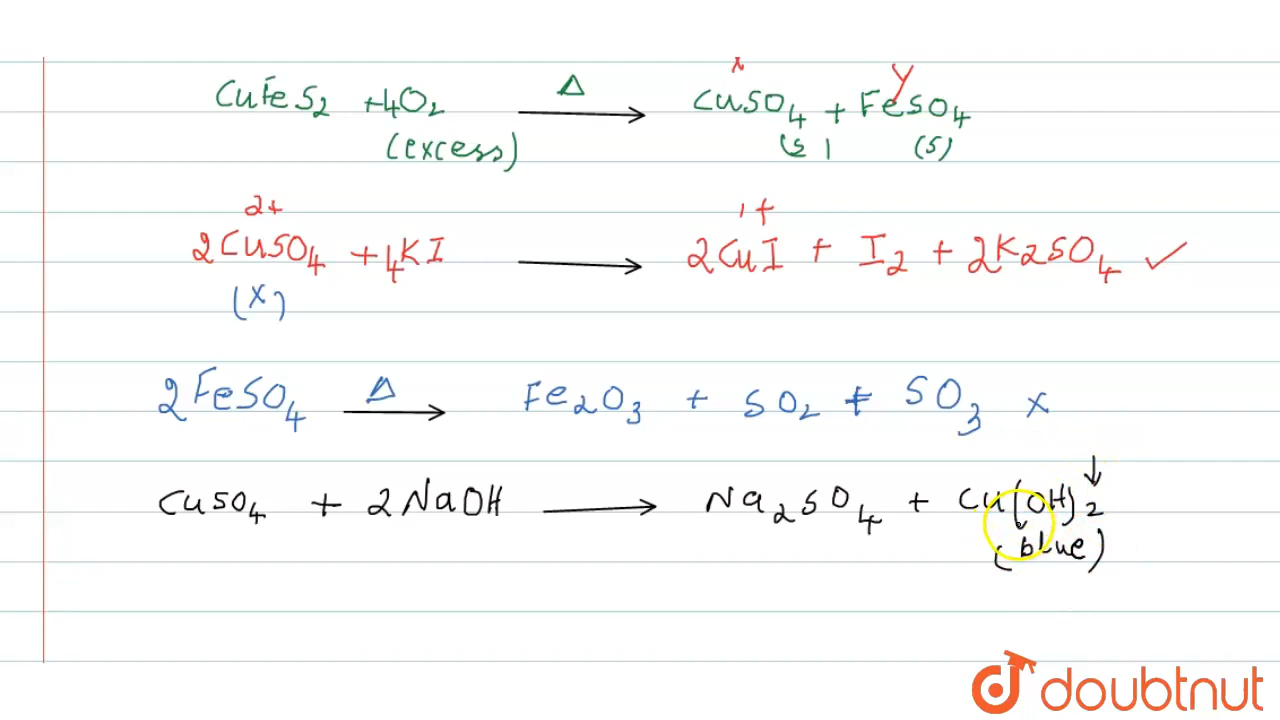 x y
CuFeS2 +4O2 Δ → CuSO4 + FeSO4
(excess) (s) (s)
2+ 1+
2CuSO4 + 4KI → 2CuI + I2 + 2K2SO4 ✓
(X)
2FeSO4 Δ → Fe2O3 + SO2 + SO3 x
CuSO4 + 2NaOH → Na2SO4 + Cu(OH)2 ↓
(blue)
doubtnut